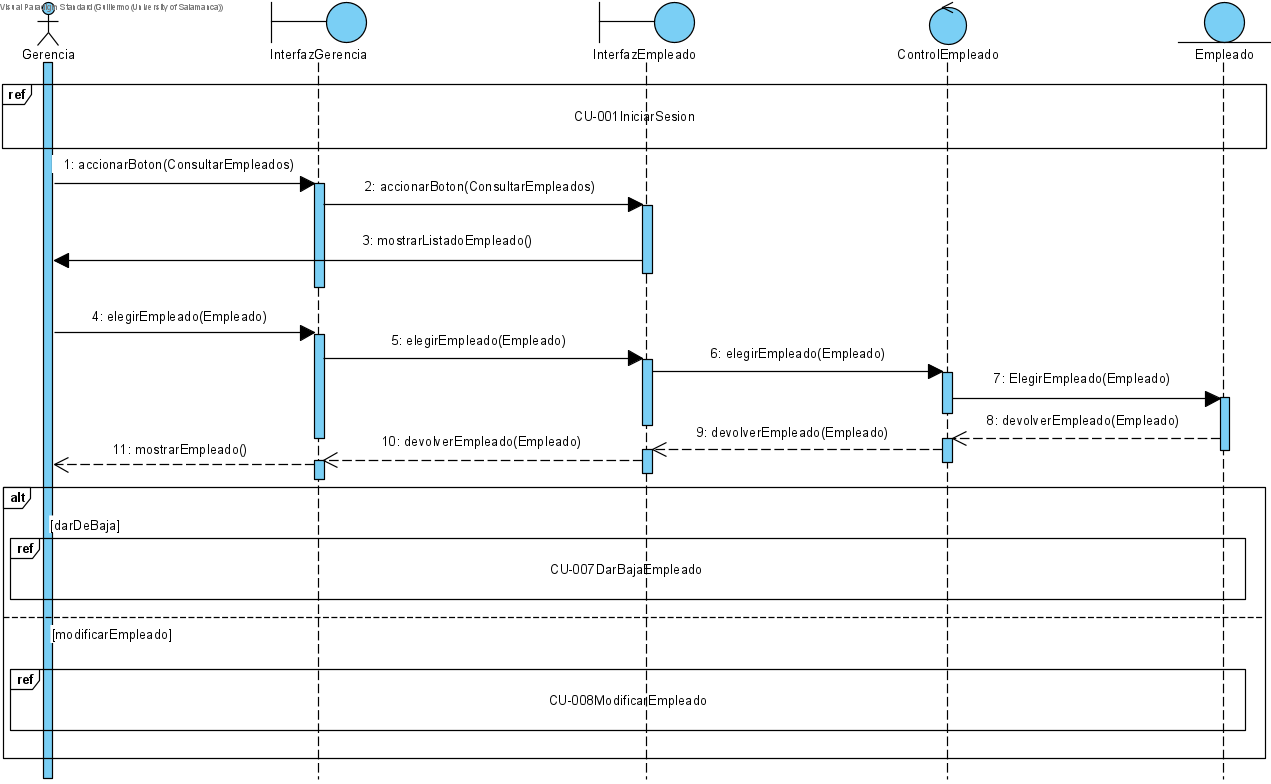 Visual Paradigm Standard(Guillermo(University of Salamanca))
Gerencia
InterfazGerencia
InterfazEmpleado
ControlEmpleado
Empleado
ref
CU-001IniciarSesion
1: accionarBoton(ConsultarEmpleados)
2: accionarBoton(ConsultarEmpleados)
3: mostrarListadoEmpleado()
4: elegirEmpleado(Empleado)
5: elegirEmpleado(Empleado)
6: elegirEmpleado(Empleado)
7: ElegirEmpleado(Empleado)
8: devolverEmpleado(Empleado)
9: devolverEmpleado(Empleado)
10: devolverEmpleado(Empleado)
11: mostrarEmpleado()
alt
[darDeBaja]
ref
CU-007DarBajaEmpleado
[modificarEmpleado]
ref
CU-008ModificarEmpleado